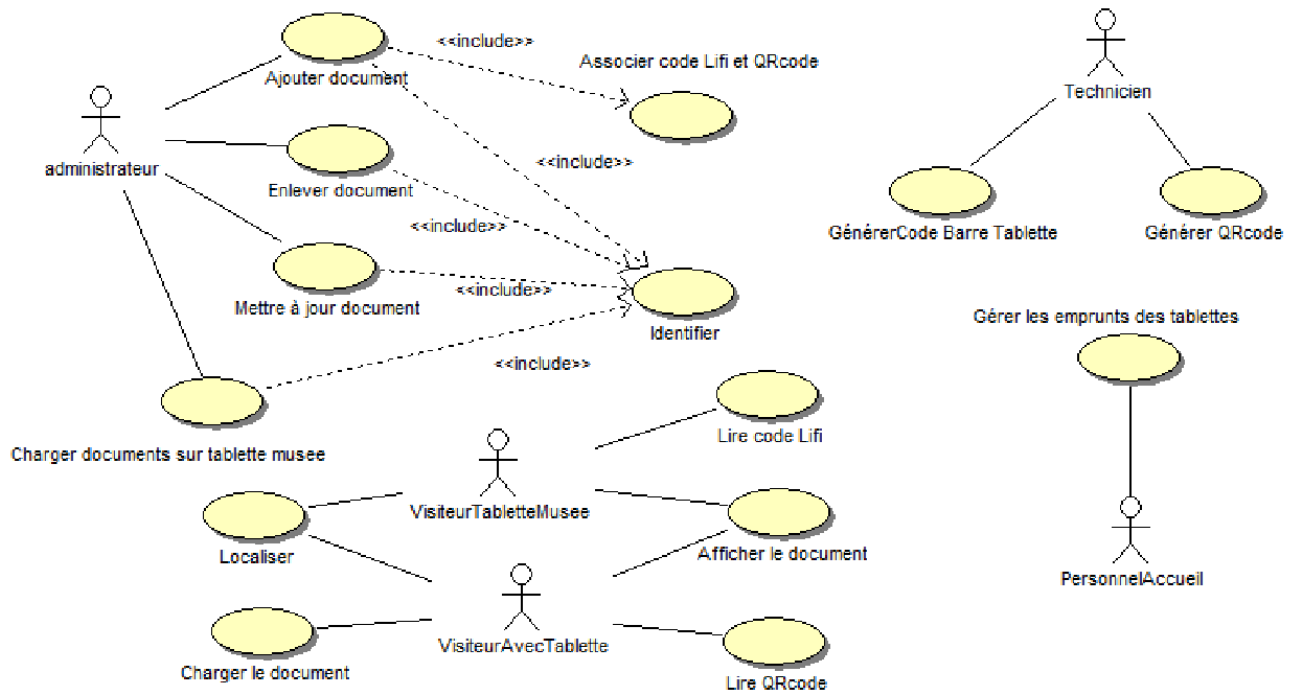 <<include>>
Associer code Lifi et QRcode
Ajouter document
Technicien
administrateur
<<include>>
Enlever document
<<include>>
GénérerCode Barre Tablette
Générer QRcode
Mettre à jour document
<<include>>
Identifier
Gérer les emprunts des tablettes
<<include>>
Charger documents sur tablette musee
Lire code Lifi
VisiteurTabletteMusee
Localiser
Afficher le document
PersonnelAccueil
VisiteurAvecTablette
Charger le document
Lire QRcode